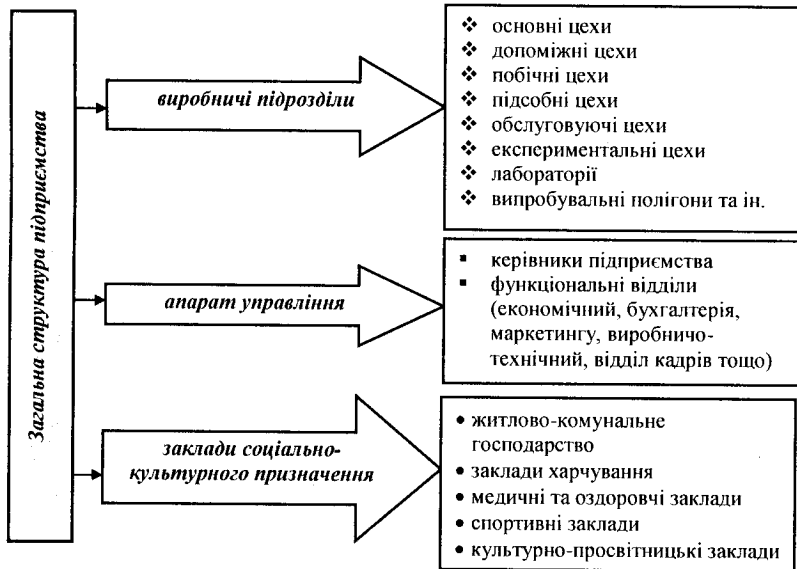 Загальна структура підприємства
виробничі підрозділи
❖ основні цехи
❖ допоміжні цехи
❖ побічні цехи
❖ підсобні цехи
❖ обслуговуючі цехи
❖ експериментальні цехи
❖ лабораторії
❖ випробувальні полігони та ін.
апарат управління
▪ керівники підприємства
▪ функціональні відділи
(економічний, бухгалтерія,
маркетингу, виробничо-
технічний, відділ кадрів тощо)
заклади соціально-
культурного призначення
• житлово-комунальне
господарство
• заклади харчування
• медичні та оздоровчі заклади
• спортивні заклади
• культурно-просвітницькі заклади